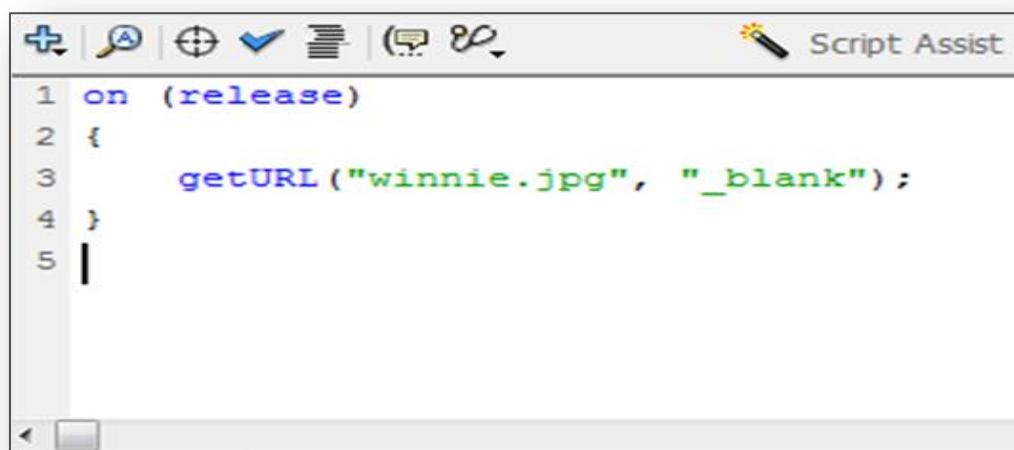 Script Assist
1 on (release)
2 {
3 getURL("winnie.jpg", "_blank");
4 }
5